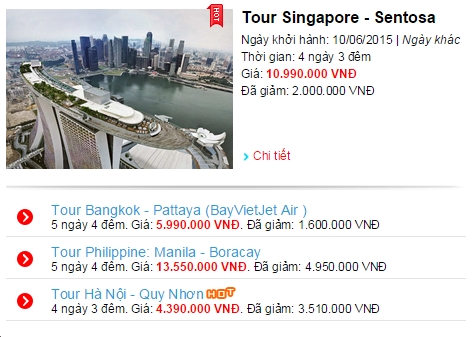 HOT
Tour Singapore - Sentosa
Ngày khởi hành: 10/06/2015 | Ngày khác
Thời gian: 4 ngày 3 đêm
Giá: 10.990.000 VNĐ
Đã giảm: 2.000.000 VNĐ
Chi tiết
Tour Bangkok - Pattaya (BayVietJet Air )
5 ngày 4 đêm. Giá: 5.990.000 VNĐ. Đã giảm: 1.600.000 VNĐ
Tour Philippine: Manila - Boracay
5 ngày 4 đêm. Giá: 13.550.000 VNĐ. Đã giảm: 4.950.000 VNĐ
Tour Hà Nội - Quy Nhơn HOT
4 ngày 3 đêm. Giá: 4.390.000 VNĐ. Đã giảm: 3.510.000 VNĐ